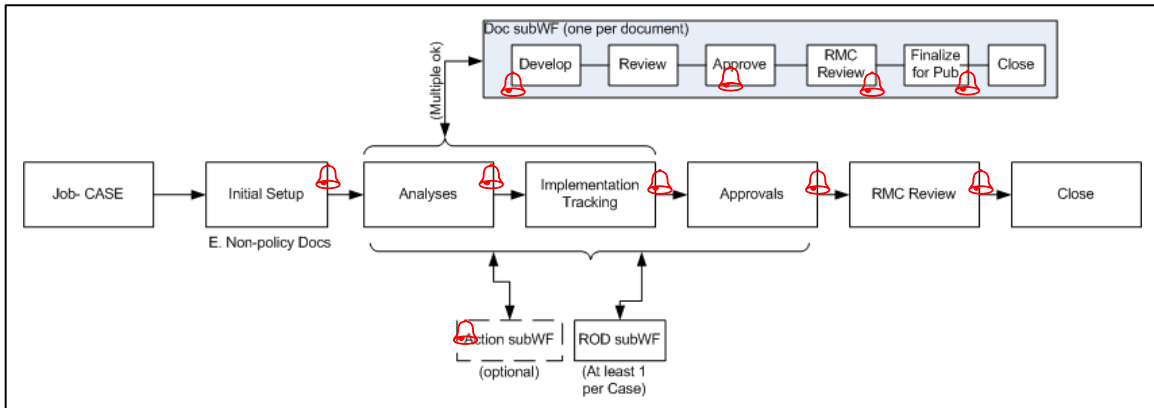 Doc subWF (one per document)
Develop
Review
Approve
RMC
Review
Finalize
for Pub
Close
(Multiple ok)
Job- CASE
Initial Setup
Analyses
Implementation
Tracking
Approvals
RMC Review
Close
E. Non-policy Docs
Action subWF
(optional)
ROD subWF
(At least 1
per Case)